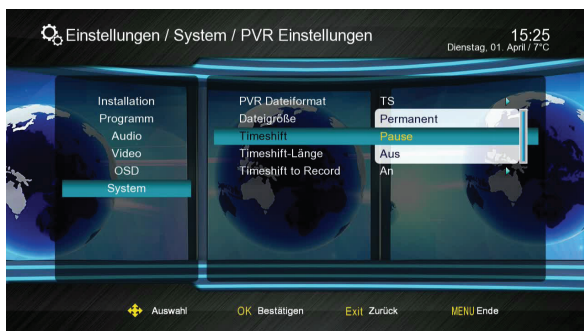 Einstellungen / System / PVR Einstellungen
15:25
Dienstag, 01. April / 7°C
Installation
Programm
Audio
Video
OSD
System
PVR Dateiformat TS
Dateigröße Permanent
Timeshift Pause
Timeshift-Länge Aus
Timeshift to Record An
Auswahl OK Bestätigen Exit Zurück MENU Ende